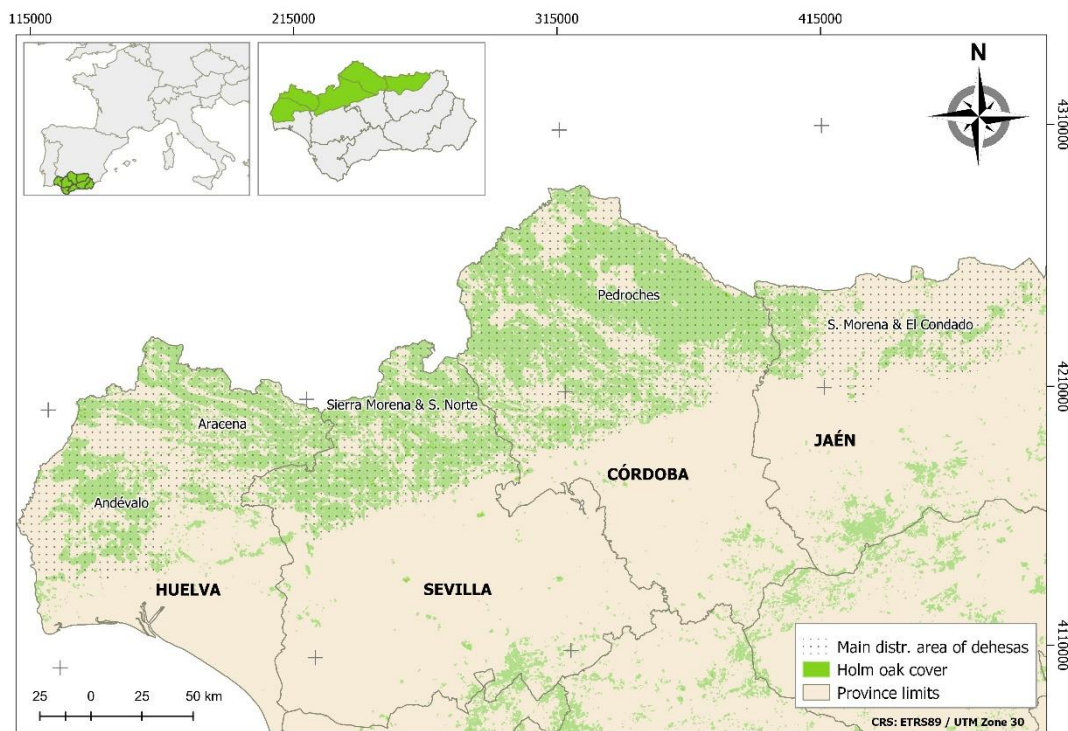 115000 215000 315000 415000
N
4310000
Pedroches
S. Morena & El Condado
4210000
Sierra Morena & S. Norte
Aracena
JAÉN
CÓRDOBA
Andévalo
HUELVA
SEVILLA
4110000
Main distr. area of dehesas
Holm oak cover
Province limits
25 0 25 50 km
CRS: ETRS89 / UTM Zone 30